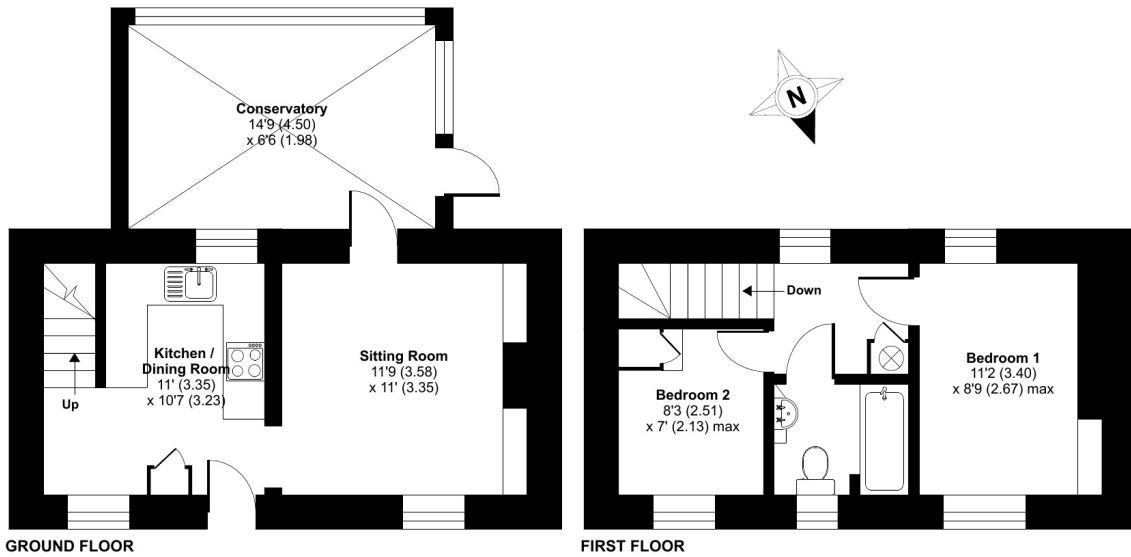 Conservatory
14'9 (4.50)
x 6'6 (1.98)
N
Kitchen /
Dining Room
11' (3.35)
x 10'7 (3.23)
Up
Sitting Room
11'9 (3.58)
x 11' (3.35)
GROUND FLOOR
Down
Bedroom 2
8'3 (2.51)
x 7' (2.13) max
Bedroom 1
11'2 (3.40)
x 8'9 (2.67) max
FIRST FLOOR